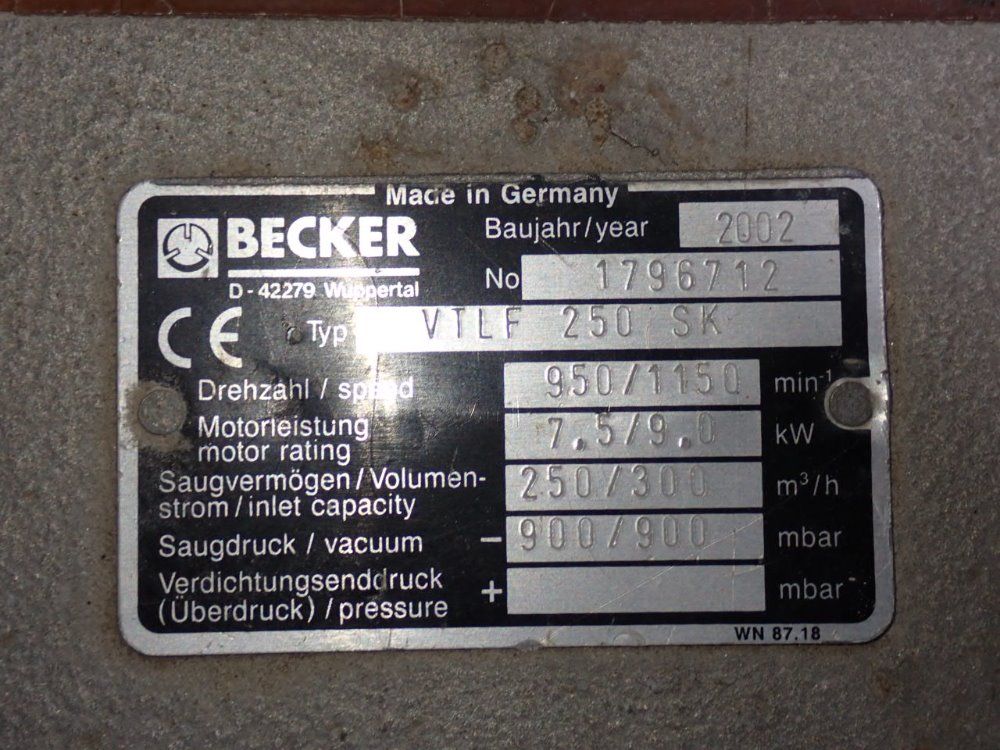 Made in Germany
BECKER
Baujahr/year 2002
D-42279 Wuppertal
No 1796712
CE Typ VTLF 250 SK
Drehzahl / speed 950/1150 min-1
Motorleistung
motor rating 7.5/9.0 kW
Saugvermögen/Volumen-
strom/inlet capacity 250/300 m³/h
Saugdruck / vacuum - 900/900 mbar
Verdichtungsenddruck
(Überdruck) / pressure + mbar
WN 87.18